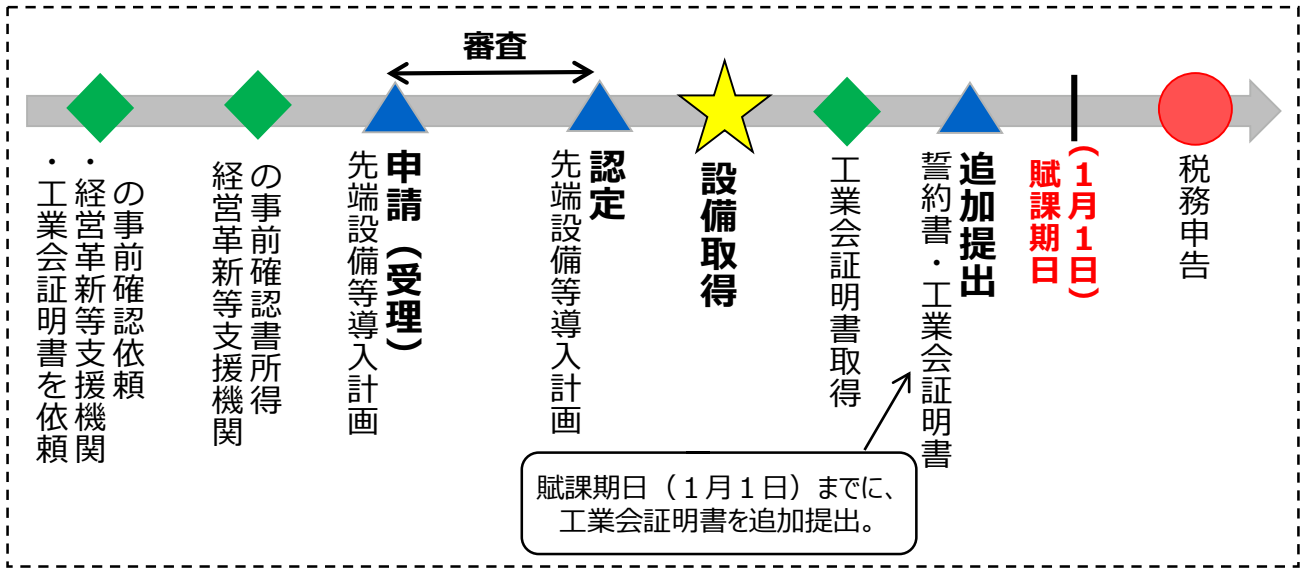 審査
・経営革新等支援機関
の事前確認依頼
・工業会証明書を依頼
経営革新等支援機関
の事前確認書所得
先端設備等導入計画
申請（受理）
先端設備等導入計画
認定
設備取得
工業会証明書取得
誓約書・工業会証明書
追加提出
賦課期日
（１月１日）
税務申告
賦課期日（１月１日）までに、
工業会証明書を追加提出。